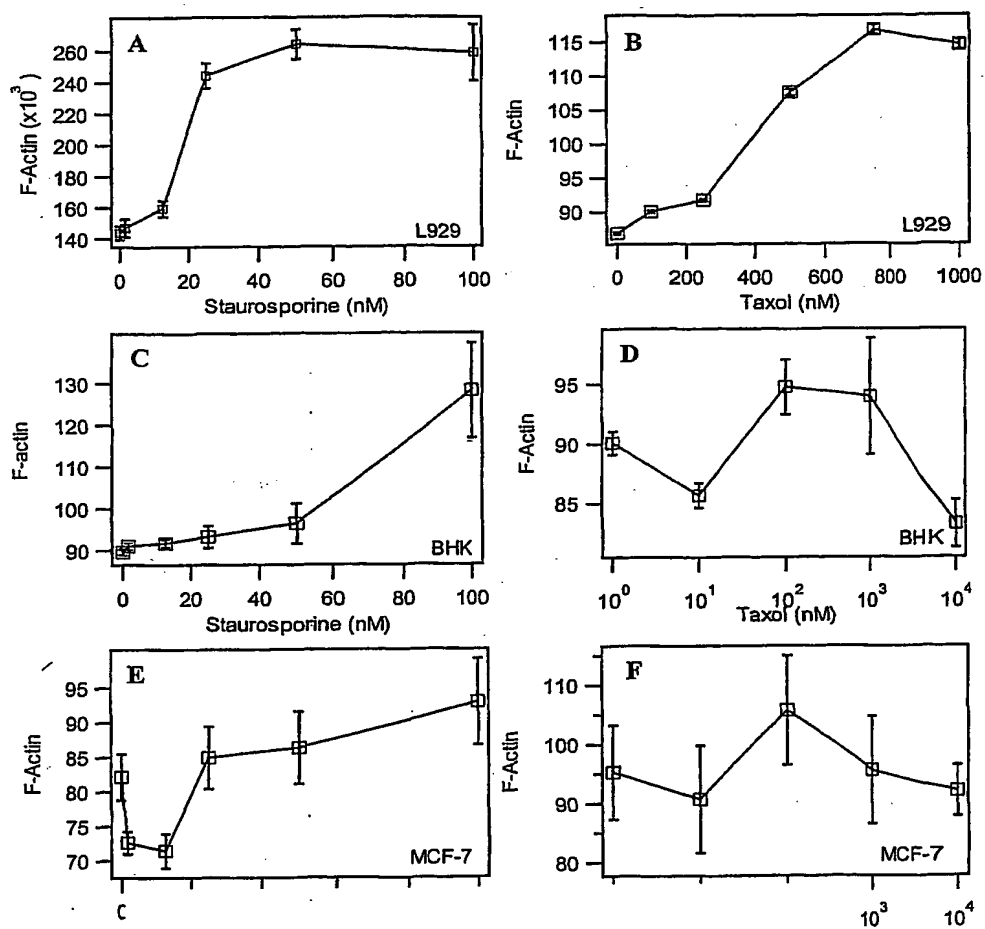 A
F-Actin (x10³)
260
240
220
200
180
160
140
L929
0 20 40 60 80 100
Staurosporine (nM)
B
F-Actin
115
110
105
100
95
90
L929
0 200 400 600 800 1000
Taxol (nM)
C
F-actin
130
120
110
100
90
BHK
0 20 40 60 80 100
Staurosporine (nM)
D
F-Actin
95
90
85
BHK
10⁰ 10¹ 10² 10³ 10⁴
Taxol (nM)
E
F-Actin
95
90
85
80
75
70
MCF-7
C
F
F-Actin
110
100
90
80
MCF-7
10³ 10⁴